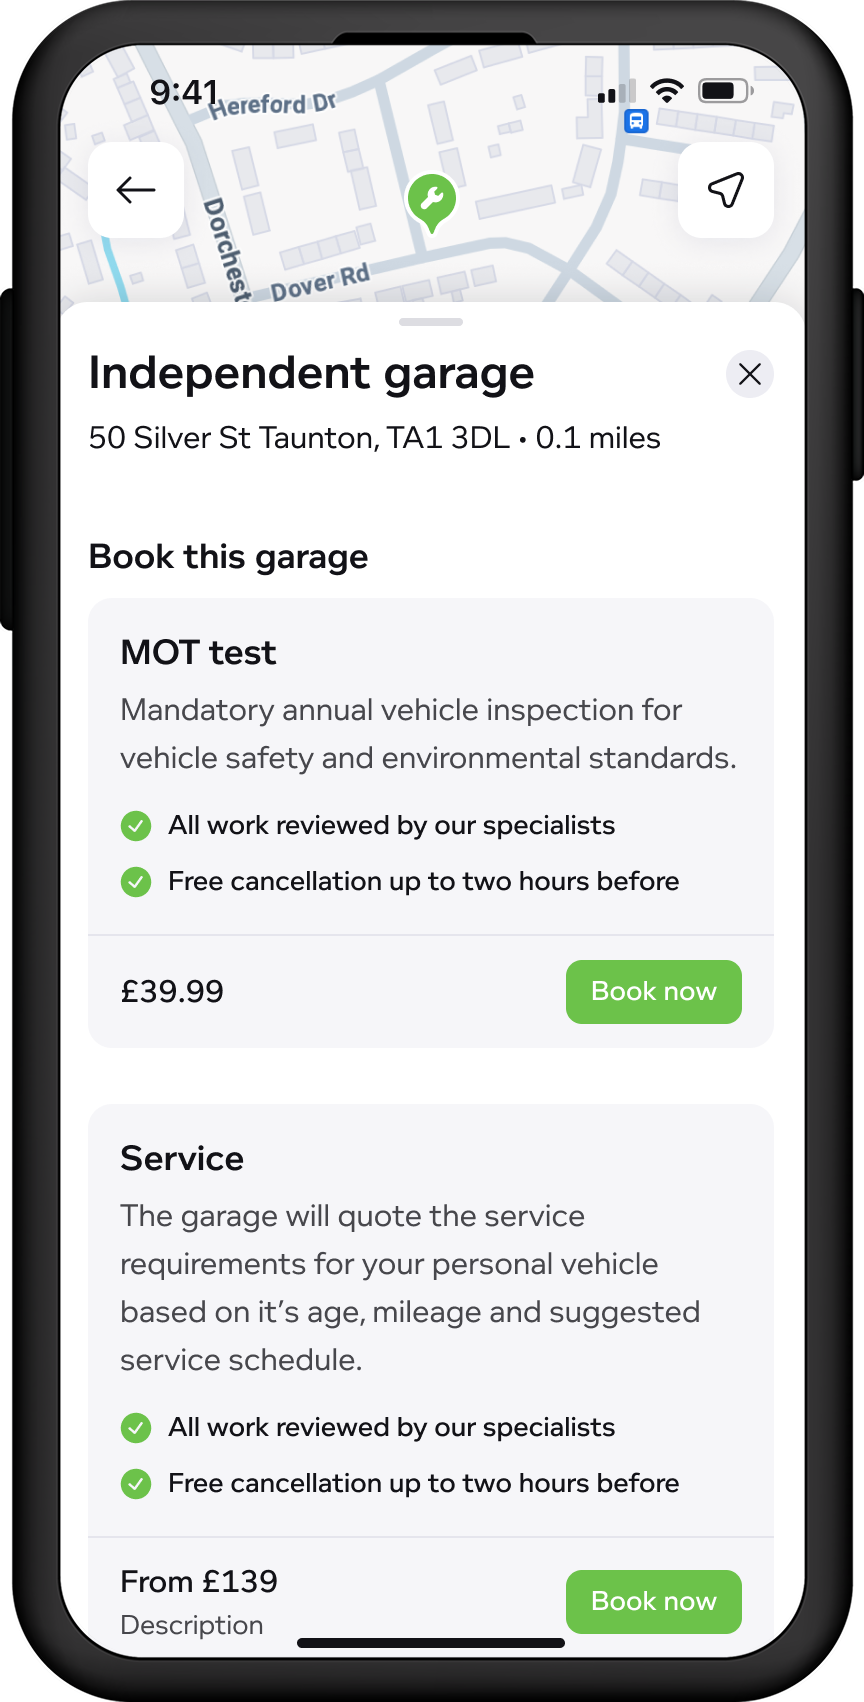 9:41
Hereford Dr
Dorchest
Dover Rd
Independent garage
50 Silver St Taunton, TA1 3DL • 0.1 miles
Book this garage
MOT test
Mandatory annual vehicle inspection for
vehicle safety and environmental standards.
All work reviewed by our specialists
Free cancellation up to two hours before
£39.99
Book now
Service
The garage will quote the service
requirements for your personal vehicle
based on it’s age, mileage and suggested
service schedule.
All work reviewed by our specialists
Free cancellation up to two hours before
From £139
Book now
Description